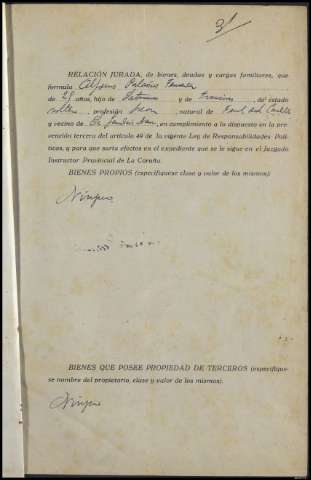 RELACIÓN JURADA, de bienes, deudas y cargas familiares, que
formula Alfonso Palacios
de 29 años, hijo de y de de estado
soltero profesión natural de
y vecino de en cumplimiento a lo dispuesto en la pre-
vención tercera del artículo 49 de la vigente Ley de Responsabilidades Polí-
ticas, y para que surta efectos en el expediente que se le sigue en el Juzgado
Instructor Provincial de La Coruña.
BIENES PROPIOS (especifíquese clase y valor de los mismos)
Ninguno
BIENES QUE POSEE PROPIEDAD DE TERCEROS (especifíque-
se nombre del propietario, clase y valor de los mismos).
Ninguno